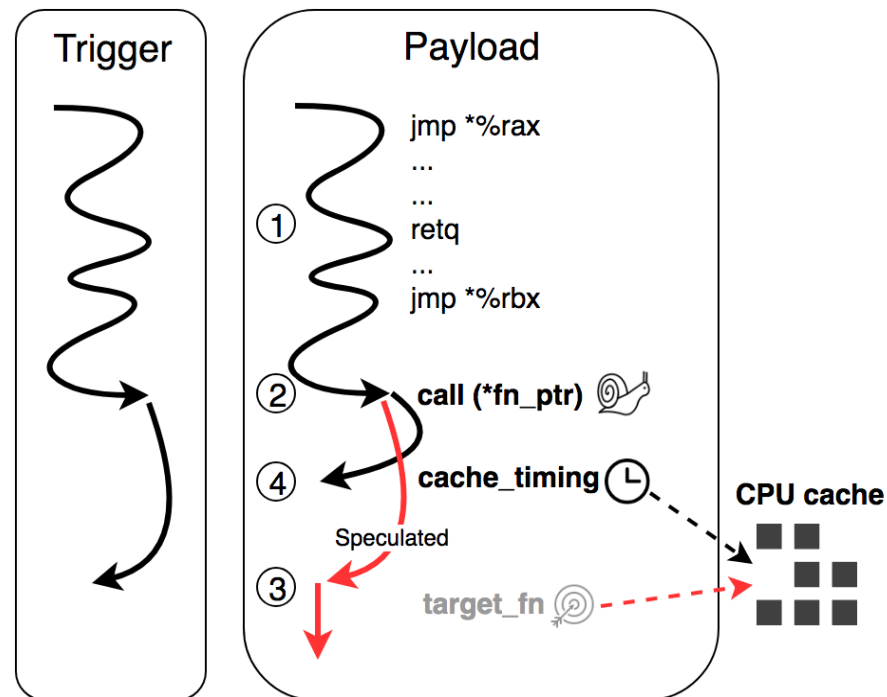 Trigger
Payload
jmp *%rax
...
...
1
retq
...
jmp *%rbx
2
call (*fn_ptr)
4
cache_timing
CPU cache
Speculated
3
target_fn